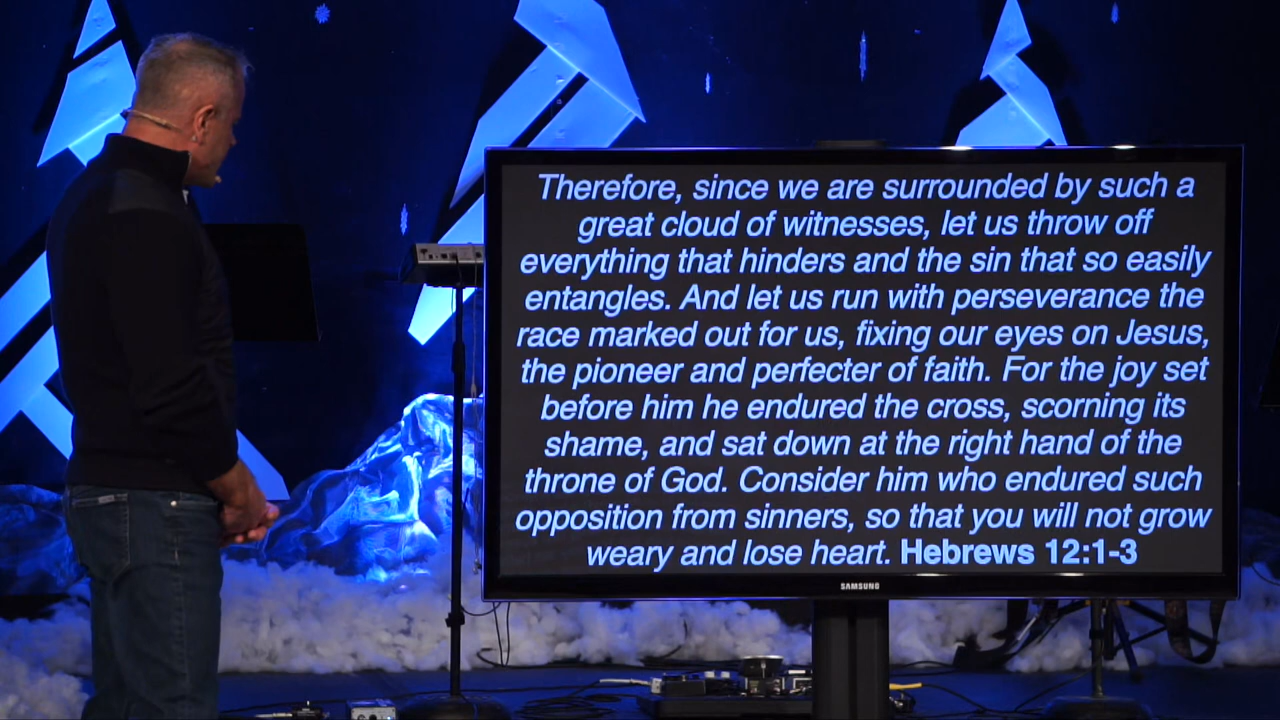 Therefore, since we are surrounded by such a
great cloud of witnesses, let us throw off
everything that hinders and the sin that so easily
entangles. And let us run with perseverance the
race marked out for us, fixing our eyes on Jesus,
the pioneer and perfecter of faith. For the joy set
before him he endured the cross, scorning its
shame, and sat down at the right hand of the
throne of God. Consider him who endured such
opposition from sinners, so that you will not grow
weary and lose heart. Hebrews 12:1-3
SAMSUNG